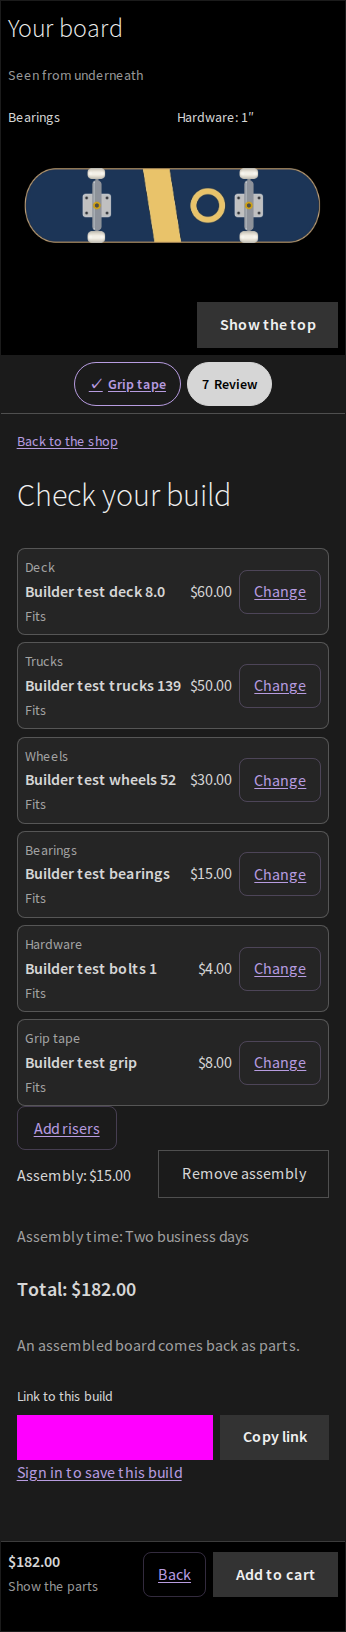 Your board
Seen from underneath
Bearings
Hardware: 1″
Show the top
✓ Grip tape
7 Review
Back to the shop
Check your build
Deck
Builder test deck 8.0
$60.00
Change
Fits
Trucks
Builder test trucks 139
$50.00
Change
Fits
Wheels
Builder test wheels 52
$30.00
Change
Fits
Bearings
Builder test bearings
$15.00
Change
Fits
Hardware
Builder test bolts 1
$4.00
Change
Fits
Grip tape
Builder test grip
$8.00
Change
Fits
Add risers
Assembly: $15.00
Remove assembly
Assembly time: Two business days
Total: $182.00
An assembled board comes back as parts.
Link to this build
Copy link
Sign in to save this build
$182.00
Show the parts
Back
Add to cart